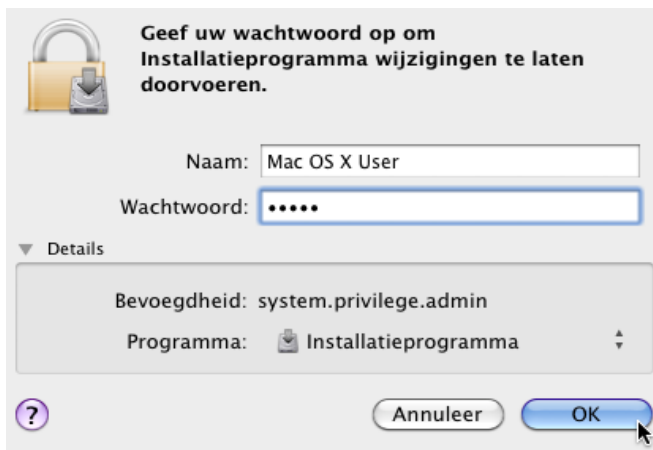 Geef uw wachtwoord op om
Installatieprogramma wijzigingen te laten
doorvoeren.
Naam: Mac OS X User
Wachtwoord: •••••
Details
Bevoegdheid: system.privilege.admin
Programma: Installatieprogramma
? Annuleer OK